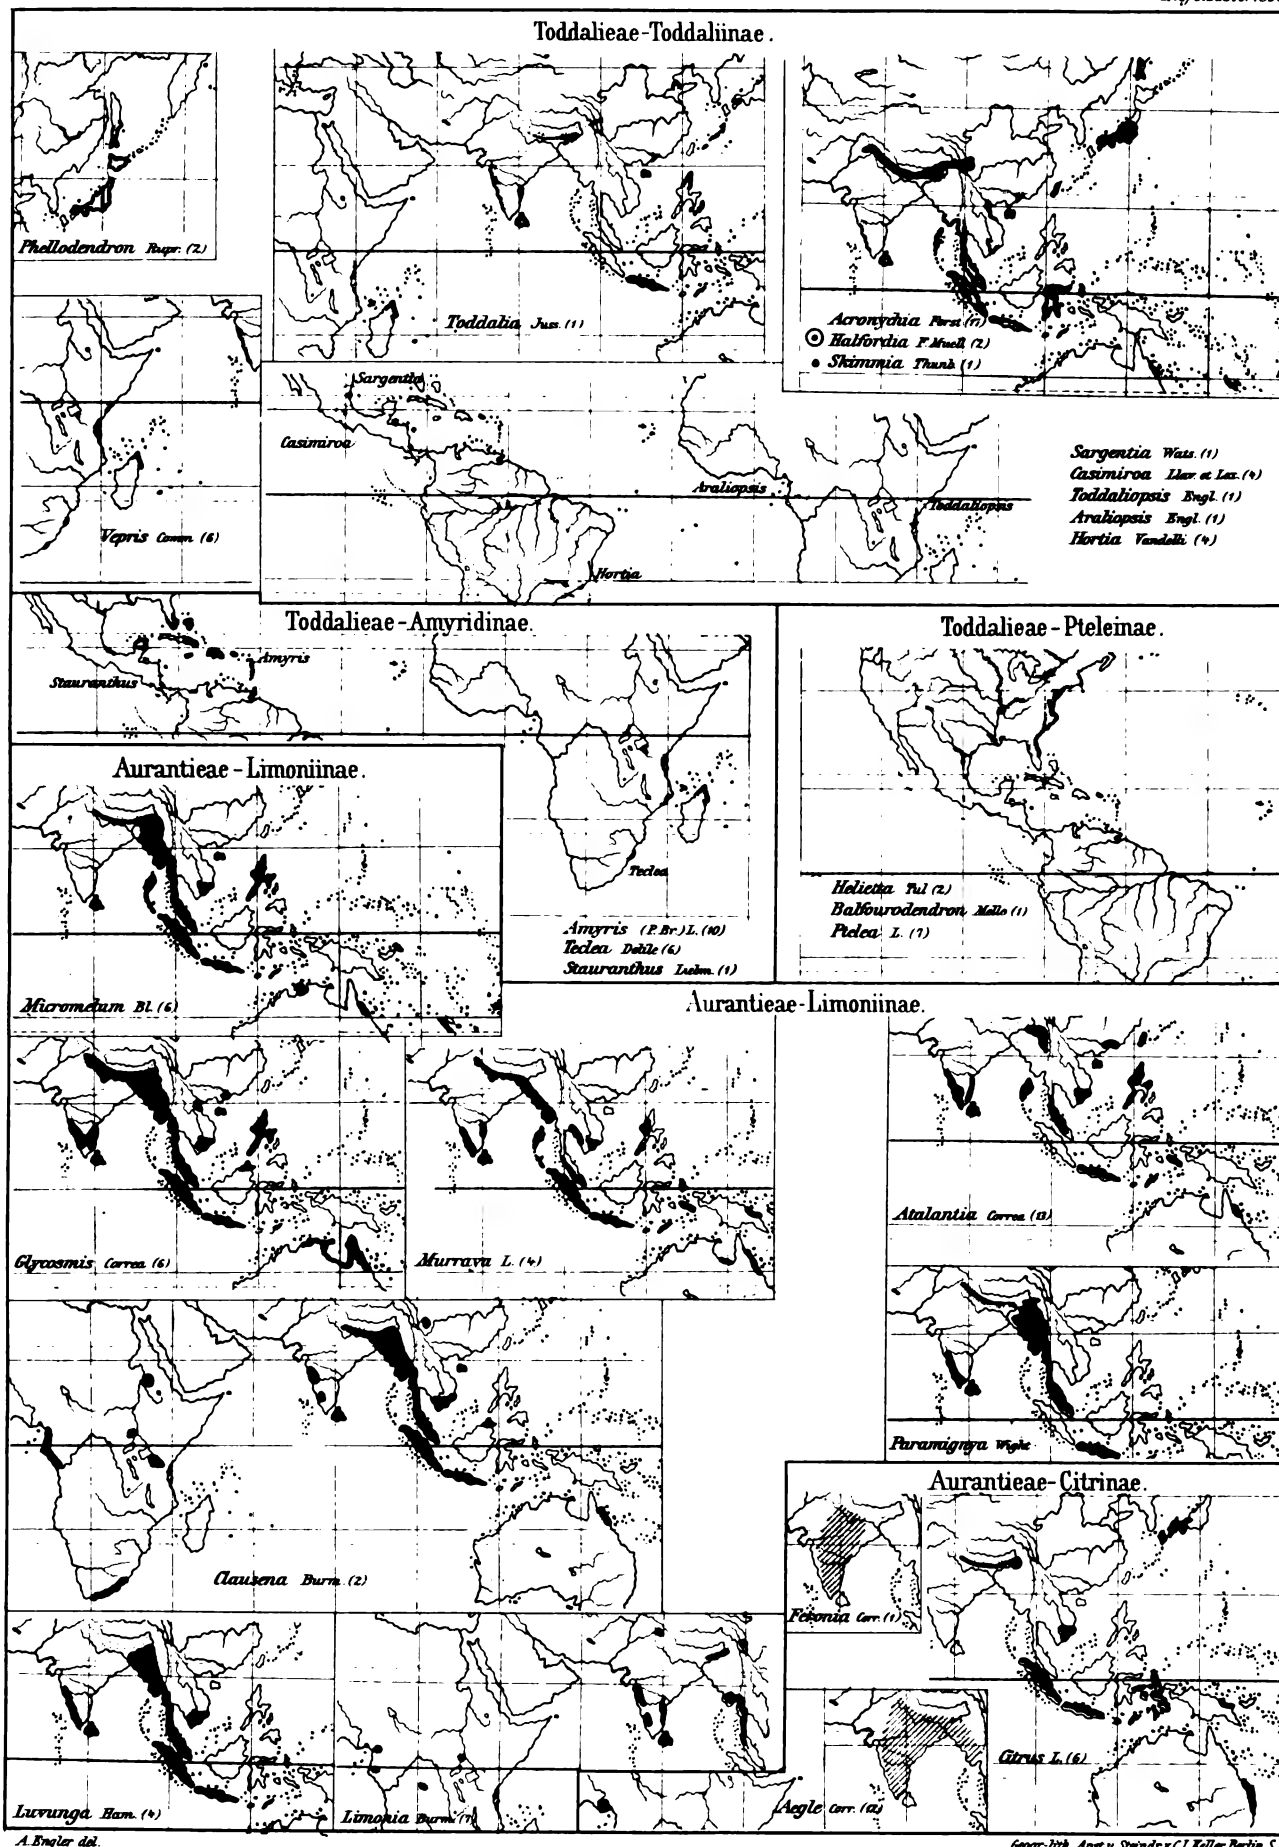 Toddalieae-Toddaliinae.
Phellodendron Rupr. (2)
Toddalia Juss. (1)
Acronychia Forst (17)
Halfordia F. Muell (2)
Skimmia Thunb (1)
Vepris Comm (6)
Sargentia
Casimiroa
Araliopsis
Toddaliopsis
Hortia
Sargentia Wats. (1)
Casimiroa Llav. et Lex. (4)
Toddaliopsis Engl. (1)
Araliopsis Engl. (1)
Hortia Vandelli (4)
Toddalieae-Amyridinae.
Amyris
Stauranthus
Teclea
Amyris (P. Br.) L. (10)
Teclea Delile (6)
Stauranthus Liebm. (1)
Toddalieae-Pteleinae.
Helietta Tul (2)
Balfourodendron Mello (1)
Ptelea L. (7)
Aurantieae-Limoniinae.
Micromelum Bl. (6)
Aurantieae-Limoniinae.
Glycosmis Correa (6)
Murraya L. (4)
Atalantia Correa (13)
Paramignya Wight
Clausena Burm. (2)
Aurantieae-Citrinae.
Feronia Corr. (1)
Luvunga Ham. (4)
Limonia Burm.
Aegle Corr.
Citrus L. (6)
A. Engler del.